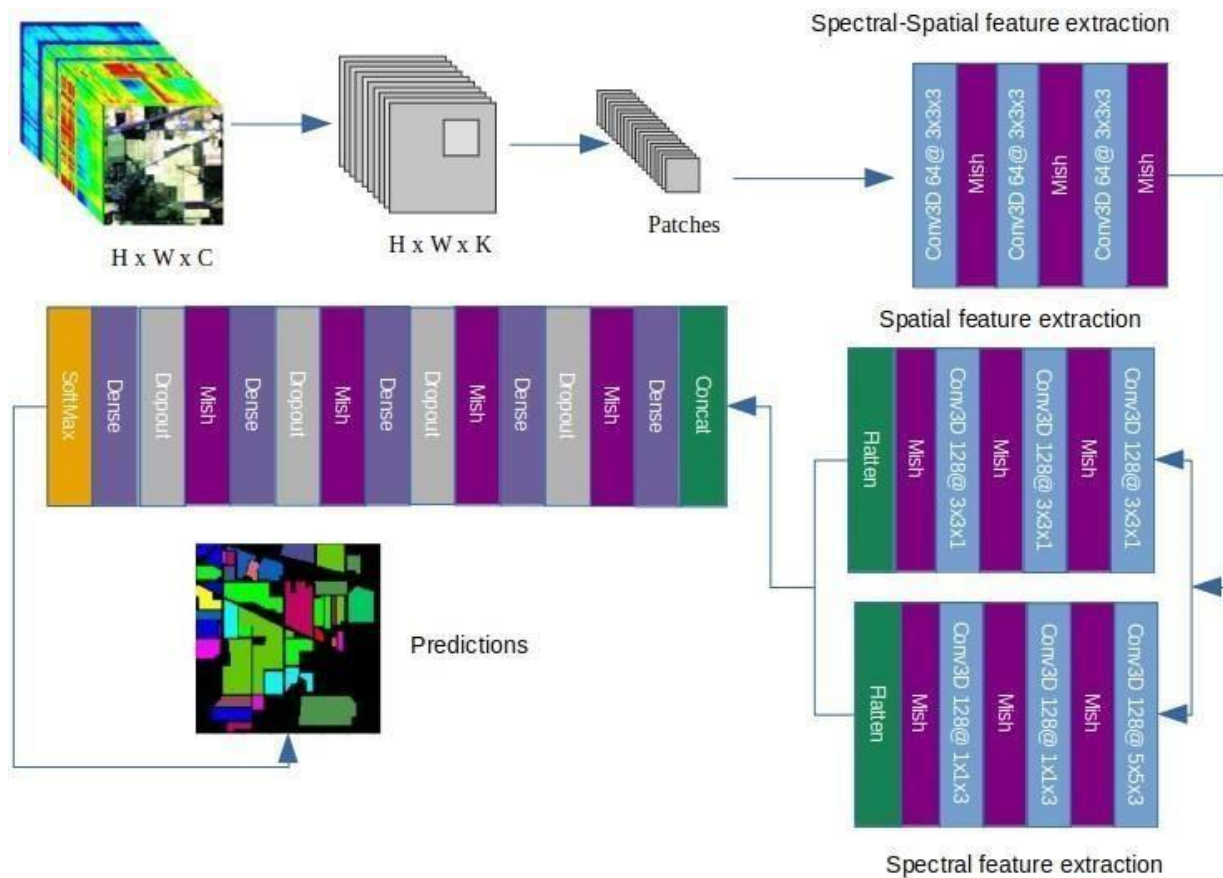 Spectral-Spatial feature extraction
H x W x C
H x W x K
Patches
Conv3D 64@ 3x3x3
Mish
Conv3D 64@ 3x3x3
Mish
Conv3D 64@ 3x3x3
Mish
Spatial feature extraction
Conv3D 128@ 3x3x1
Mish
Conv3D 128@ 3x3x1
Mish
Conv3D 128@ 3x3x1
Mish
Flatten
Conv3D 128@ 5x5x3
Mish
Conv3D 128@ 1x1x3
Mish
Conv3D 128@ 1x1x3
Mish
Flatten
Spectral feature extraction
Concat
Dense
Mish
Dropout
Dense
Mish
Dropout
Dense
Mish
Dropout
Dense
Mish
Dropout
Dense
SoftMax
Predictions